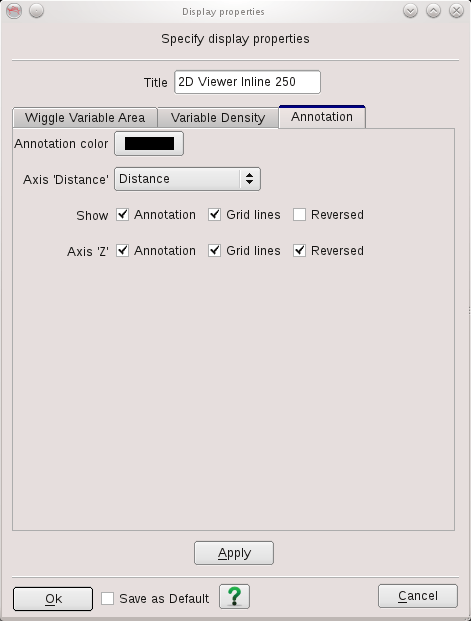 Display properties
Specify display properties
Title 2D Viewer Inline 250
Wiggle Variable Area Variable Density Annotation
Annotation color
Axis 'Distance' Distance
Show Annotation Grid lines Reversed
Axis 'Z' Annotation Grid lines Reversed
Apply
Ok Save as Default ? Cancel